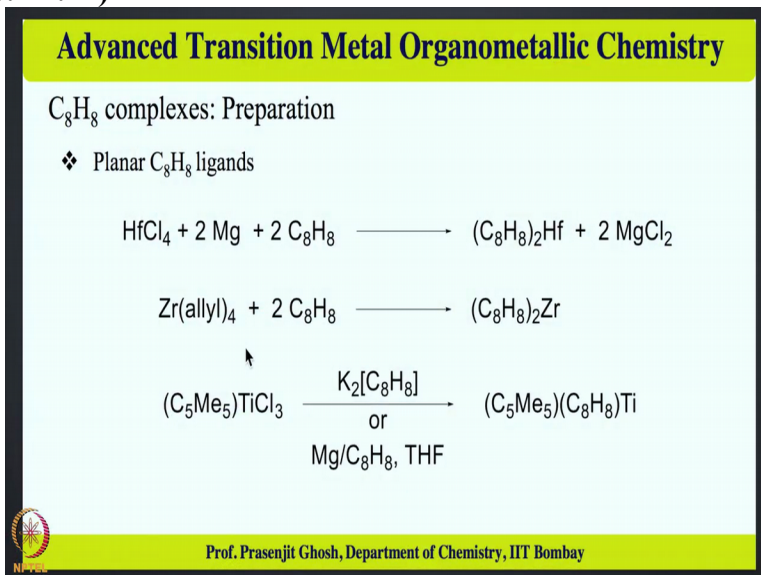 Advanced Transition Metal Organometallic Chemistry
C₈H₈ complexes: Preparation
❖ Planar C₈H₈ ligands
HfCl₄ + 2 Mg + 2 C₈H₈ ⟶ (C₈H₈)₂Hf + 2 MgCl₂
Zr(allyl)₄ + 2 C₈H₈ ⟶ (C₈H₈)₂Zr
(C₅Me₅)TiCl₃ ⟶ (C₅Me₅)(C₈H₈)Ti
K₂[C₈H₈]
or
Mg/C₈H₈, THF
Prof. Prasenjit Ghosh, Department of Chemistry, IIT Bombay
NPTEL